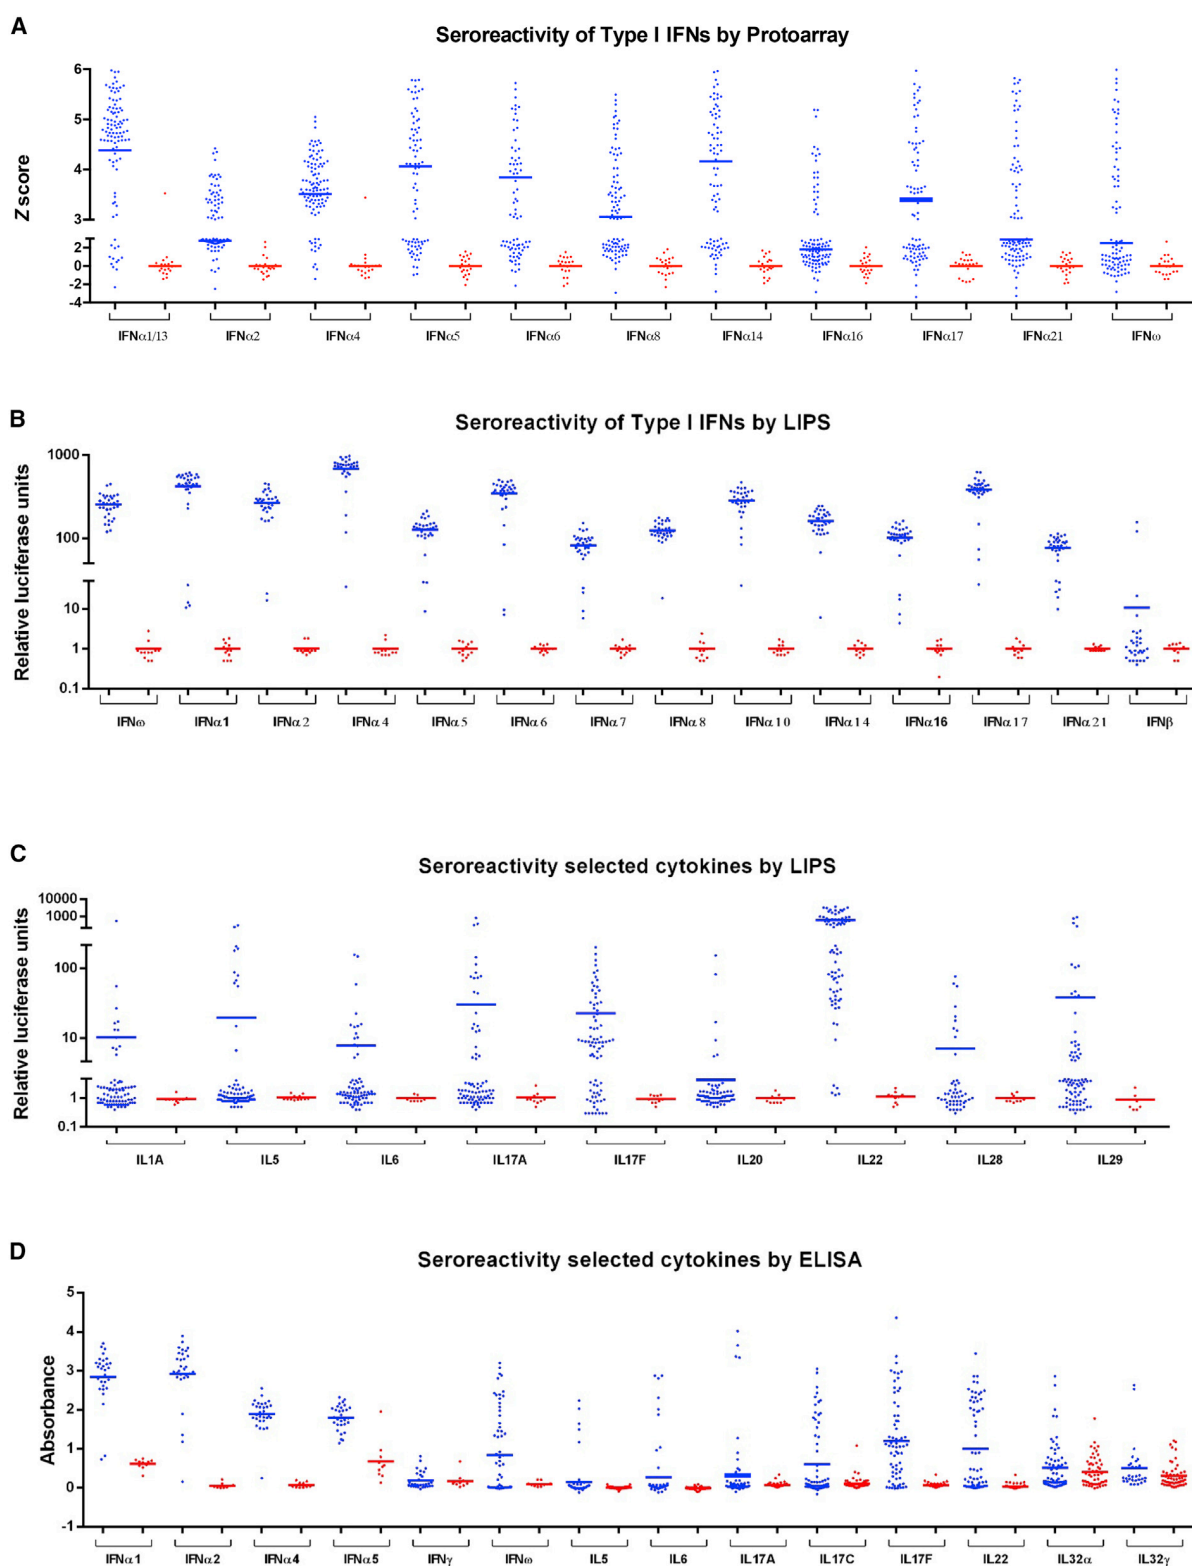 A
Seroreactivity of Type I IFNs by Protoarray
Z score
6
5
4
3
2
0
-2
-4
IFNα1/13 IFNα2 IFNα4 IFNα5 IFNα6 IFNα8 IFNα14 IFNα16 IFNα17 IFNα21 IFNω
B
Seroreactivity of Type I IFNs by LIPS
Relative luciferase units
1000
100
10
1
0.1
IFNω IFNα1 IFNα2 IFNα4 IFNα5 IFNα6 IFNα7 IFNα8 IFNα10 IFNα14 IFNα16 IFNα17 IFNα21 IFNβ
C
Seroreactivity selected cytokines by LIPS
Relative luciferase units
10000
1000
100
10
1
0.1
IL1A IL5 IL6 IL17A IL17F IL20 IL22 IL28 IL29
D
Seroreactivity selected cytokines by ELISA
Absorbance
5
4
3
2
1
0
-1
IFNα1 IFNα2 IFNα4 IFNα5 IFNγ IFNω IL5 IL6 IL17A IL17C IL17F IL22 IL32α IL32γ